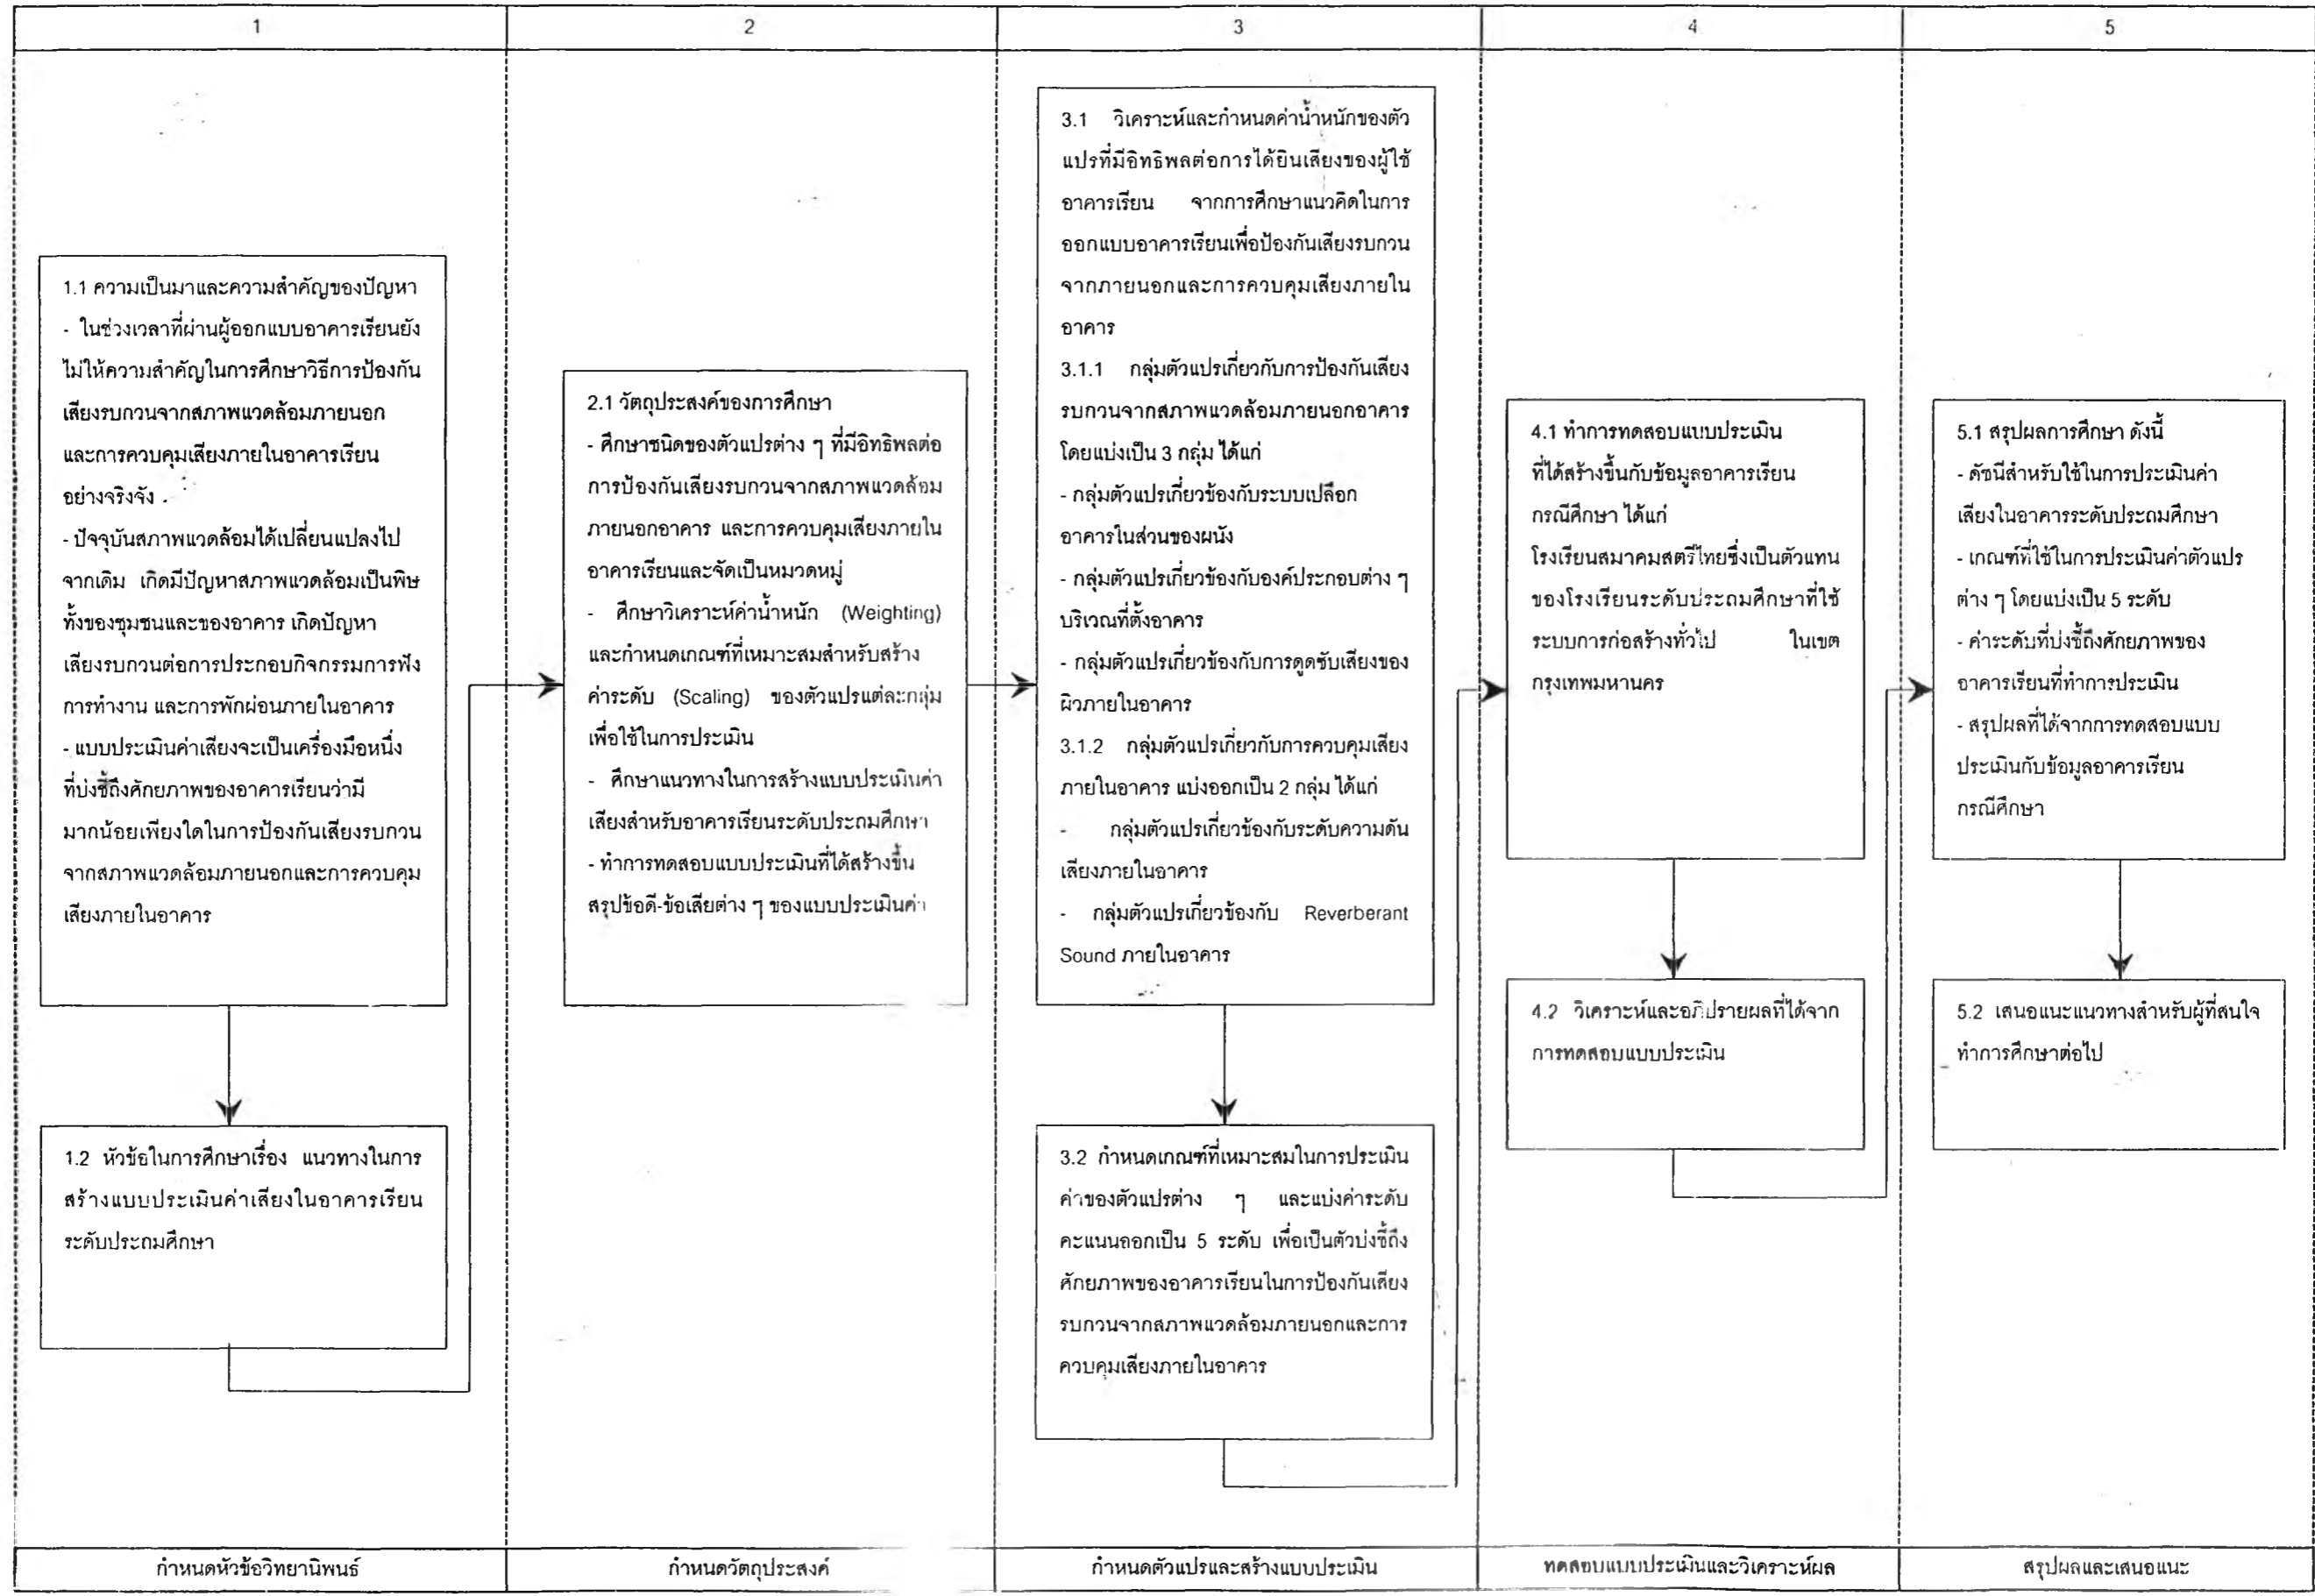 1
2
3
4
5
1.1 ความเป็นมาและความสำคัญของปัญหา
- ในช่วงเวลาที่ผ่านผู้ออกแบบอาคารเรียนยัง
ไม่ให้ความสำคัญในการศึกษาวิธีการป้องกัน
เสียงรบกวนจากสภาพแวดล้อมภายนอก
และการควบคุมเสียงภายในอาคารเรียน
อย่างจริงจัง
- ปัจจุบันสภาพแวดล้อมได้เปลี่ยนแปลงไป
จากเดิม เกิดมีปัญหาสภาพแวดล้อมเป็นพิษ
ทั้งของชุมชนและของอาคาร เกิดปัญหา
เสียงรบกวนต่อการประกอบกิจกรรมการฟัง
การทำงาน และการพักผ่อนภายในอาคาร
- แบบประเมินค่าเสียงจะเป็นเครื่องมือหนึ่ง
ที่บ่งชี้ถึงศักยภาพของอาคารเรียนว่ามี
มากน้อยเพียงใดในการป้องกันเสียงรบกวน
จากสภาพแวดล้อมภายนอกและการควบคุม
เสียงภายในอาคาร
1.2 หัวข้อในการศึกษาเรื่อง แนวทางในการ
สร้างแบบประเมินค่าเสียงในอาคารเรียน
ระดับประถมศึกษา
2.1 วัตถุประสงค์ของการศึกษา
- ศึกษาชนิดของตัวแปรต่าง ๆ ที่มีอิทธิพลต่อ
การป้องกันเสียงรบกวนจากสภาพแวดล้อม
ภายนอกอาคาร และการควบคุมเสียงภายใน
อาคารเรียนและจัดเป็นหมวดหมู่
- ศึกษาวิเคราะห์ค่าน้ำหนัก (Weighting)
และกำหนดเกณฑ์ที่เหมาะสมสำหรับสร้าง
ค่าระดับ (Scaling) ของตัวแปรแต่ละกลุ่ม
เพื่อใช้ในการประเมิน
- ศึกษาแนวทางในการสร้างแบบประเมินค่า
เสียงสำหรับอาคารเรียนระดับประถมศึกษา
- ทำการทดสอบแบบประเมินที่ได้สร้างขึ้น
สรุปข้อดี-ข้อเสียต่าง ๆ ของแบบประเมินค่า
3.1 วิเคราะห์และกำหนดค่าน้ำหนักของตัว
แปรที่มีอิทธิพลต่อการได้ยินเสียงของผู้ใช้
อาคารเรียน จากการศึกษาแนวคิดในการ
ออกแบบอาคารเรียนเพื่อป้องกันเสียงรบกวน
จากภายนอกและการควบคุมเสียงภายใน
อาคาร
3.1.1 กลุ่มตัวแปรเกี่ยวกับการป้องกันเสียง
รบกวนจากสภาพแวดล้อมภายนอกอาคาร
โดยแบ่งเป็น 3 กลุ่ม ได้แก่
- กลุ่มตัวแปรเกี่ยวข้องกับระบบเปลือก
อาคารในส่วนของผนัง
- กลุ่มตัวแปรเกี่ยวข้องกับองค์ประกอบต่าง ๆ
บริเวณที่ตั้งอาคาร
- กลุ่มตัวแปรเกี่ยวข้องกับการดูดซับเสียงของ
ผิวภายในอาคาร
3.1.2 กลุ่มตัวแปรเกี่ยวกับการควบคุมเสียง
ภายในอาคาร แบ่งออกเป็น 2 กลุ่ม ได้แก่
- กลุ่มตัวแปรเกี่ยวข้องกับระดับความดัน
เสียงภายในอาคาร
- กลุ่มตัวแปรเกี่ยวข้องกับ Reverberant
Sound ภายในอาคาร
3.2 กำหนดเกณฑ์ที่เหมาะสมในการประเมิน
ค่าของตัวแปรต่าง ๆ และแบ่งค่าระดับ
คะแนนออกเป็น 5 ระดับ เพื่อเป็นตัวบ่งชี้ถึง
ศักยภาพของอาคารเรียนในการป้องกันเสียง
รบกวนจากสภาพแวดล้อมภายนอกและการ
ควบคุมเสียงภายในอาคาร
4.1 ทำการทดสอบแบบประเมิน
ที่ได้สร้างขึ้นกับข้อมูลอาคารเรียน
กรณีศึกษา ได้แก่
โรงเรียนสมาคมสตรีไทยซึ่งเป็นตัวแทน
ของโรงเรียนระดับประถมศึกษาที่ใช้
ระบบการก่อสร้างทั่วไป ในเขต
กรุงเทพมหานคร
4.2 วิเคราะห์และอภิปรายผลที่ได้จาก
การทดสอบแบบประเมิน
5.1 สรุปผลการศึกษา ดังนี้
- ดัชนีสำหรับใช้ในการประเมินค่า
เสียงในอาคารระดับประถมศึกษา
- เกณฑ์ที่ใช้ในการประเมินค่าตัวแปร
ต่าง ๆ โดยแบ่งเป็น 5 ระดับ
- ค่าระดับที่บ่งชี้ถึงศักยภาพของ
อาคารเรียนที่ทำการประเมิน
- สรุปผลที่ได้จากการทดสอบแบบ
ประเมินกับข้อมูลอาคารเรียน
กรณีศึกษา
5.2 เสนอแนะแนวทางสำหรับผู้ที่สนใจ
ทำการศึกษาต่อไป
กำหนดหัวข้อวิทยานิพนธ์
กำหนดวัตถุประสงค์
กำหนดตัวแปรและสร้างแบบประเมิน
ทดสอบแบบประเมินและวิเคราะห์ผล
สรุปผลและเสนอแนะ